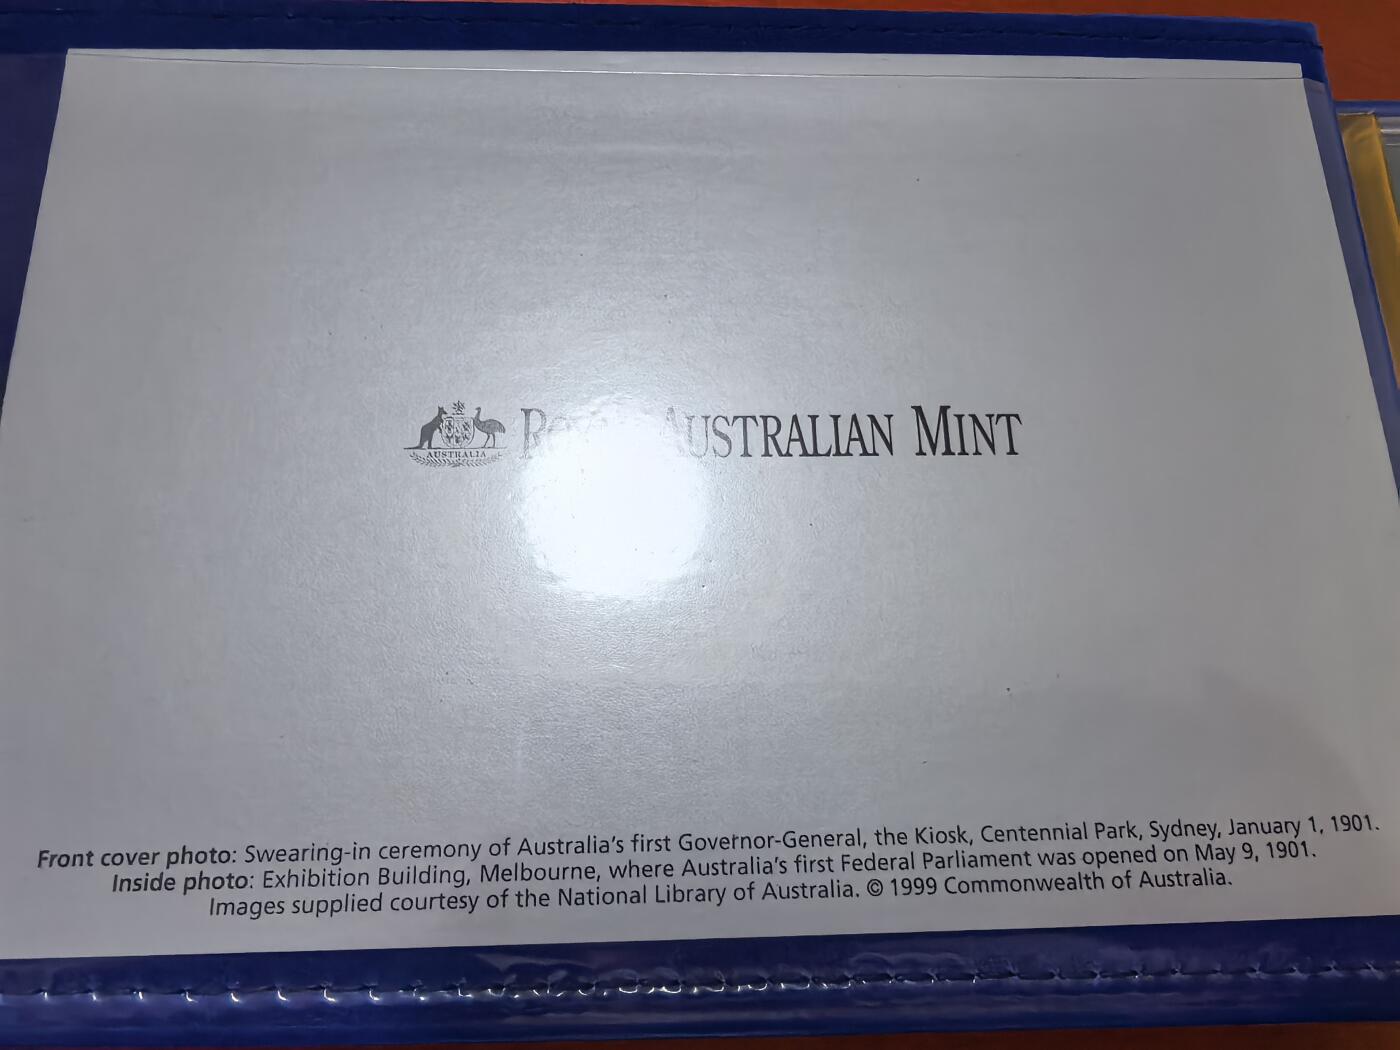 AUSTRALIA
ROYAL AUSTRALIAN MINT
Front cover photo: Swearing-in ceremony of Australia's first Governor-General, the Kiosk, Centennial Park, Sydney, January 1, 1901.
Inside photo: Exhibition Building, Melbourne, where Australia's first Federal Parliament was opened on May 9, 1901.
Images supplied courtesy of the National Library of Australia. © 1999 Commonwealth of Australia.